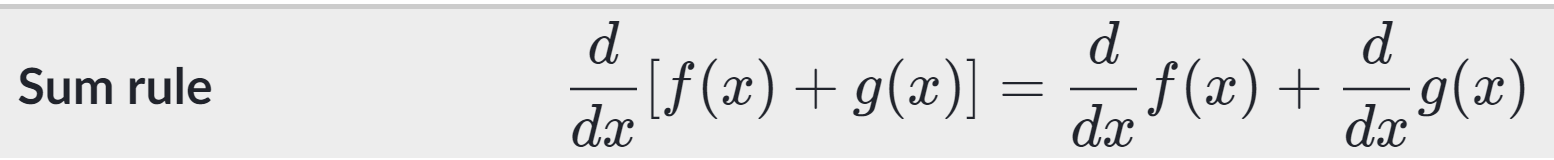 Sum rule d/dx [f(x) + g(x)] = d/dx f(x) + d/dx g(x)